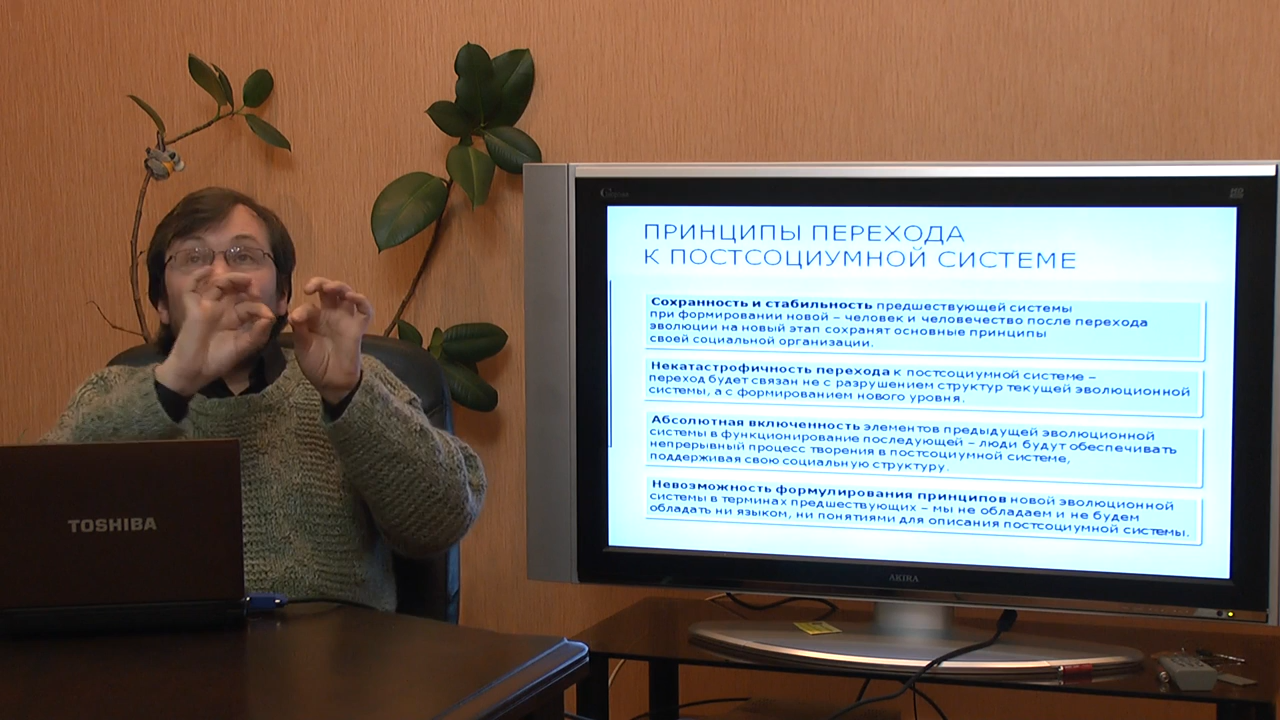 ПРИНЦИПЫ ПЕРЕХОДА
К ПОСТСОЦИУМНОЙ СИСТЕМЕ
Сохранность и стабильность предшествующей системы
при формировании новой – человек и человечество после перехода
эволюции на новый этап сохранят основные принципы
своей социальной организации.
Некатастрофичность перехода к постсоциумной системе –
переход будет связан не с разрушением структур текущей эволюционной
системы, а с формированием нового уровня.
Абсолютная включенность элементов предыдущей эволюционной
системы в функционирование последующей – люди будут обеспечивать
непрерывный процесс творения в постсоциумной системе,
поддерживая свою социальную структуру.
Невозможность формулирования принципов новой эволюционной
системы в терминах предшествующих – мы не обладаем и не будем
обладать ни языком, ни понятиями для описания постсоциумной системы.
TOSHIBA
AKIRA